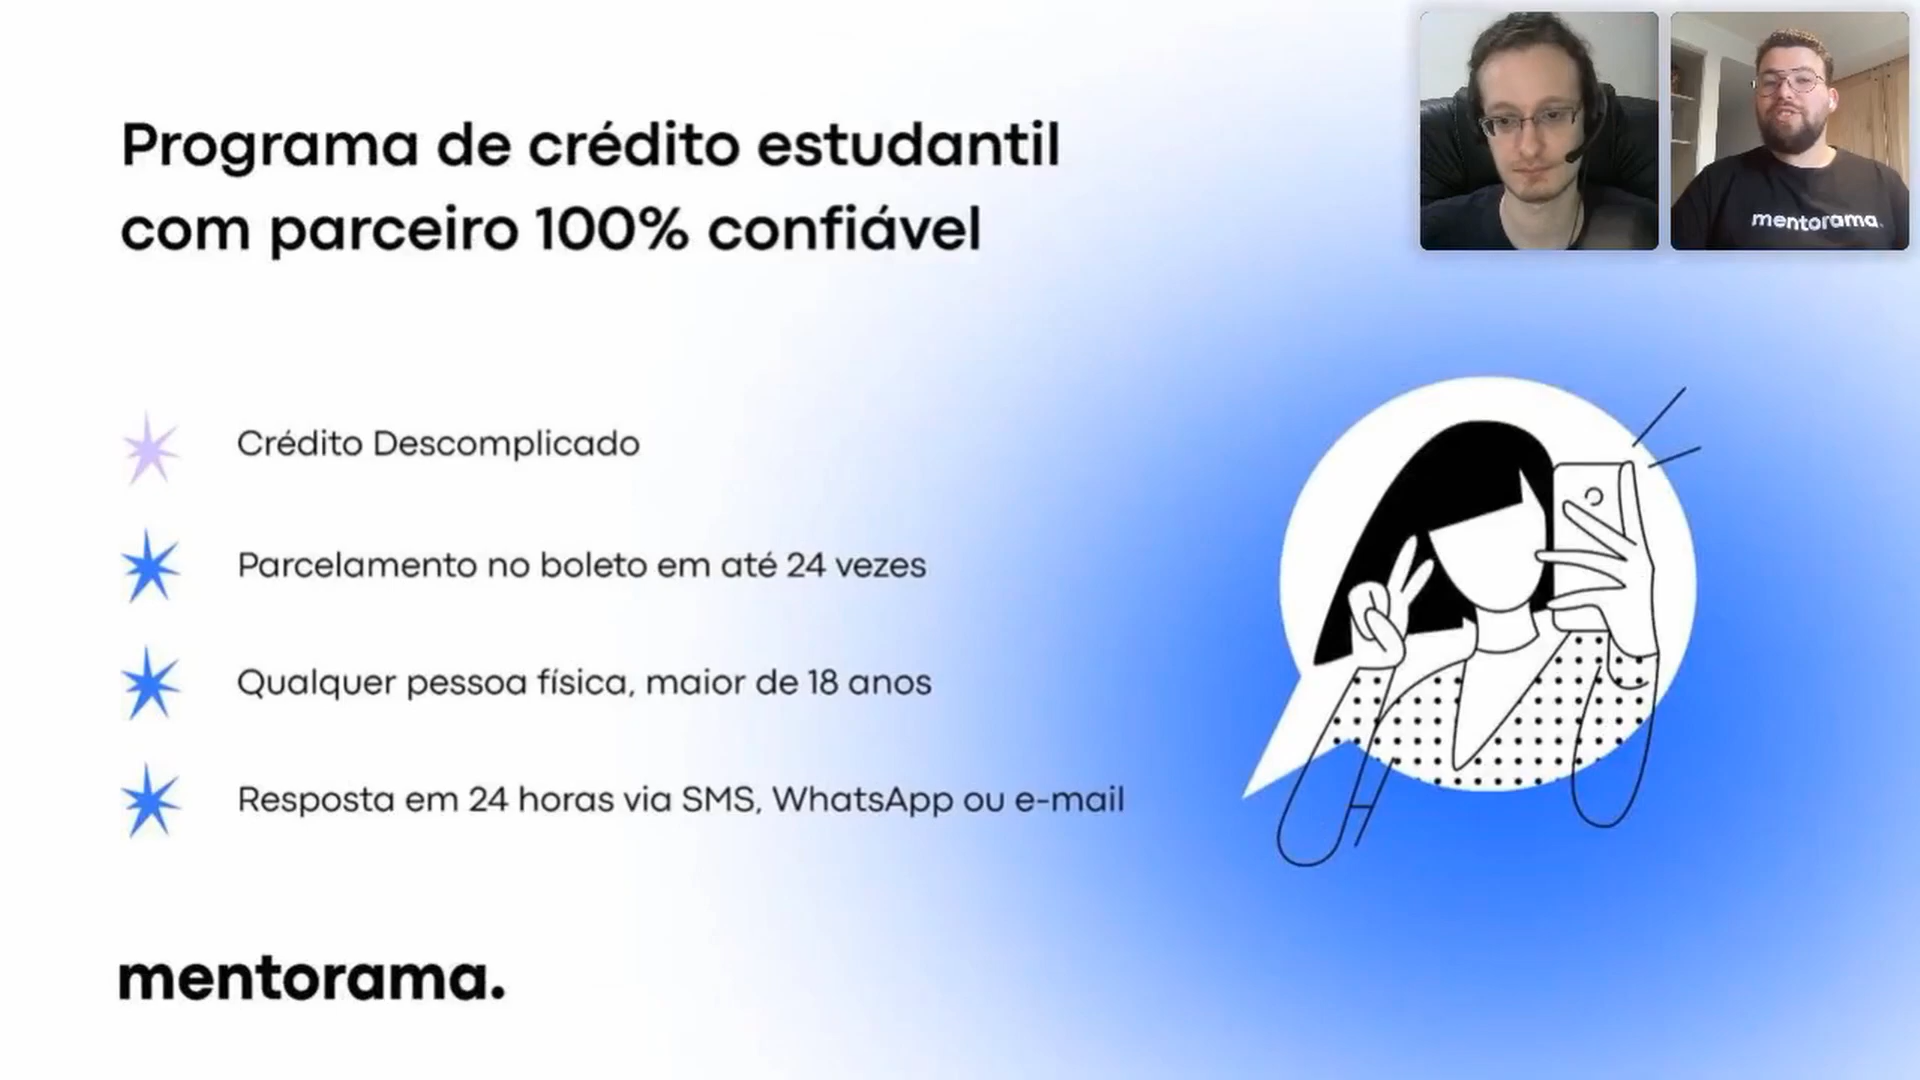 Programa de crédito estudantil
com parceiro 100% confiável
Crédito Descomplicado
Parcelamento no boleto em até 24 vezes
Qualquer pessoa física, maior de 18 anos
Resposta em 24 horas via SMS, WhatsApp ou e-mail
mentorama.
mentorama.